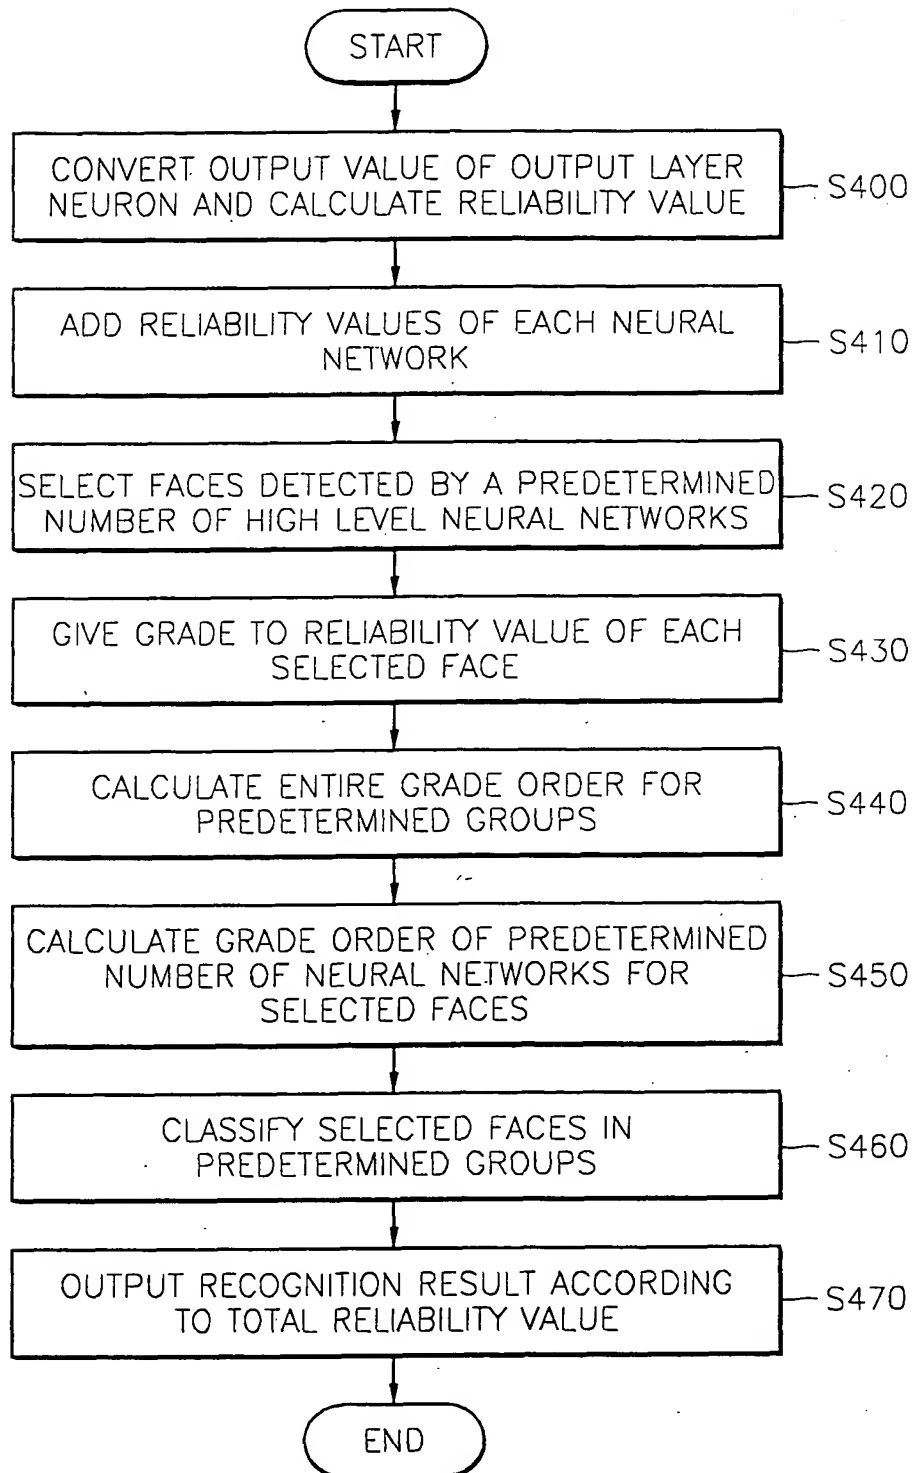 START
CONVERT OUTPUT VALUE OF OUTPUT LAYER
NEURON AND CALCULATE RELIABILITY VALUE
S400
ADD RELIABILITY VALUES OF EACH NEURAL
NETWORK
S410
SELECT FACES DETECTED BY A PREDETERMINED
NUMBER OF HIGH LEVEL NEURAL NETWORKS
S420
GIVE GRADE TO RELIABILITY VALUE OF EACH
SELECTED FACE
S430
CALCULATE ENTIRE GRADE ORDER FOR
PREDETERMINED GROUPS
S440
CALCULATE GRADE ORDER OF PREDETERMINED
NUMBER OF NEURAL NETWORKS FOR
SELECTED FACES
S450
CLASSIFY SELECTED FACES IN
PREDETERMINED GROUPS
S460
OUTPUT RECOGNITION RESULT ACCORDING
TO TOTAL RELIABILITY VALUE
S470
END